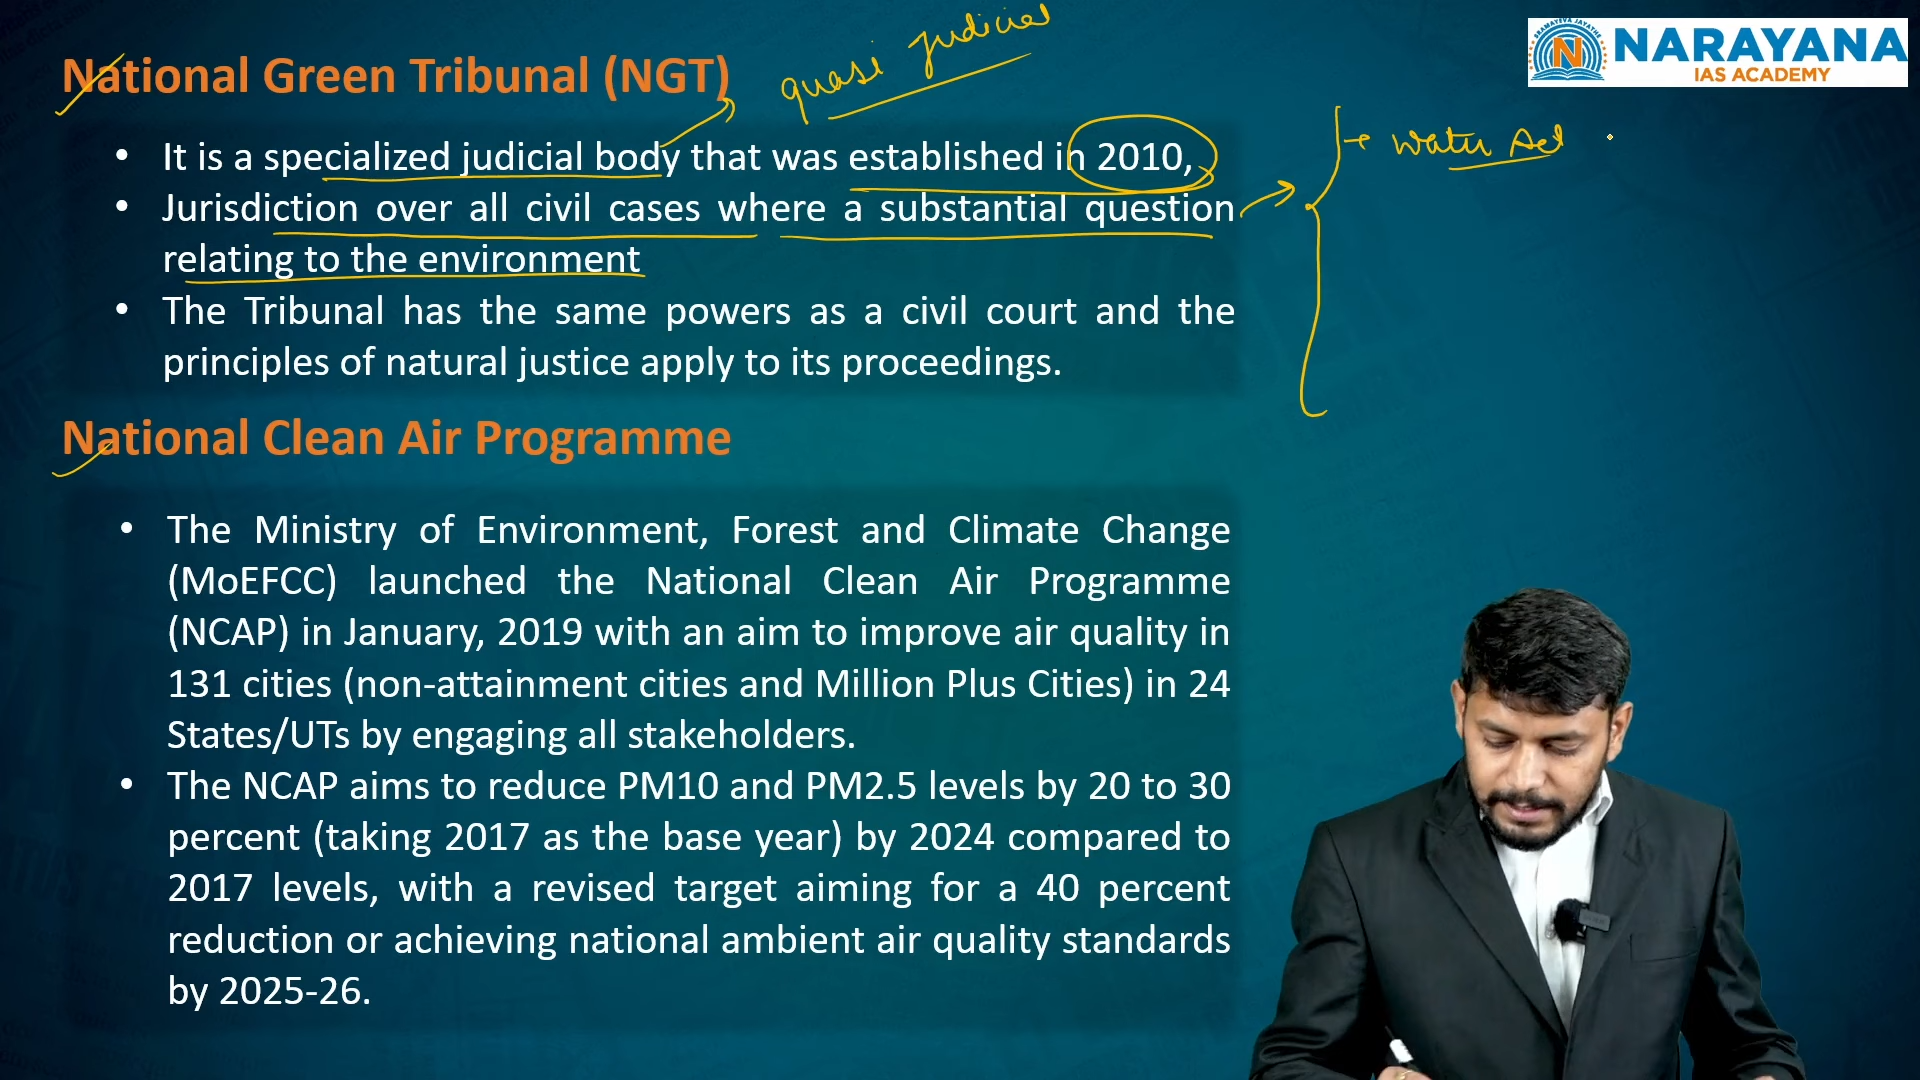 quasi judicial
NARAYANA
IAS ACADEMY
National Green Tribunal (NGT)
• It is a specialized judicial body that was established in 2010,
• Jurisdiction over all civil cases where a substantial question
relating to the environment
• The Tribunal has the same powers as a civil court and the
principles of natural justice apply to its proceedings.
Water Act
National Clean Air Programme
• The Ministry of Environment, Forest and Climate Change
(MoEFCC) launched the National Clean Air Programme
(NCAP) in January, 2019 with an aim to improve air quality in
131 cities (non-attainment cities and Million Plus Cities) in 24
States/UTs by engaging all stakeholders.
• The NCAP aims to reduce PM10 and PM2.5 levels by 20 to 30
percent (taking 2017 as the base year) by 2024 compared to
2017 levels, with a revised target aiming for a 40 percent
reduction or achieving national ambient air quality standards
by 2025-26.